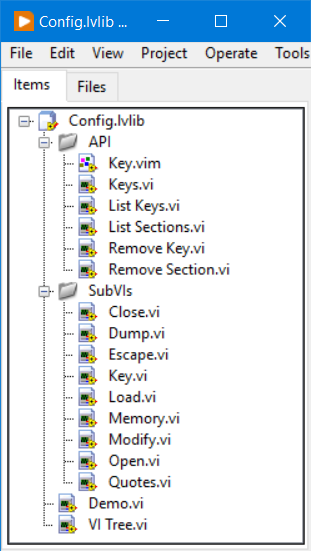 Config.lvlib ...
File Edit View Project Operate Tools
Items Files
Config.lvlib
API
Key.vim
Keys.vi
List Keys.vi
List Sections.vi
Remove Key.vi
Remove Section.vi
SubVIs
Close.vi
Dump.vi
Escape.vi
Key.vi
Load.vi
Memory.vi
Modify.vi
Open.vi
Quotes.vi
Demo.vi
VI Tree.vi